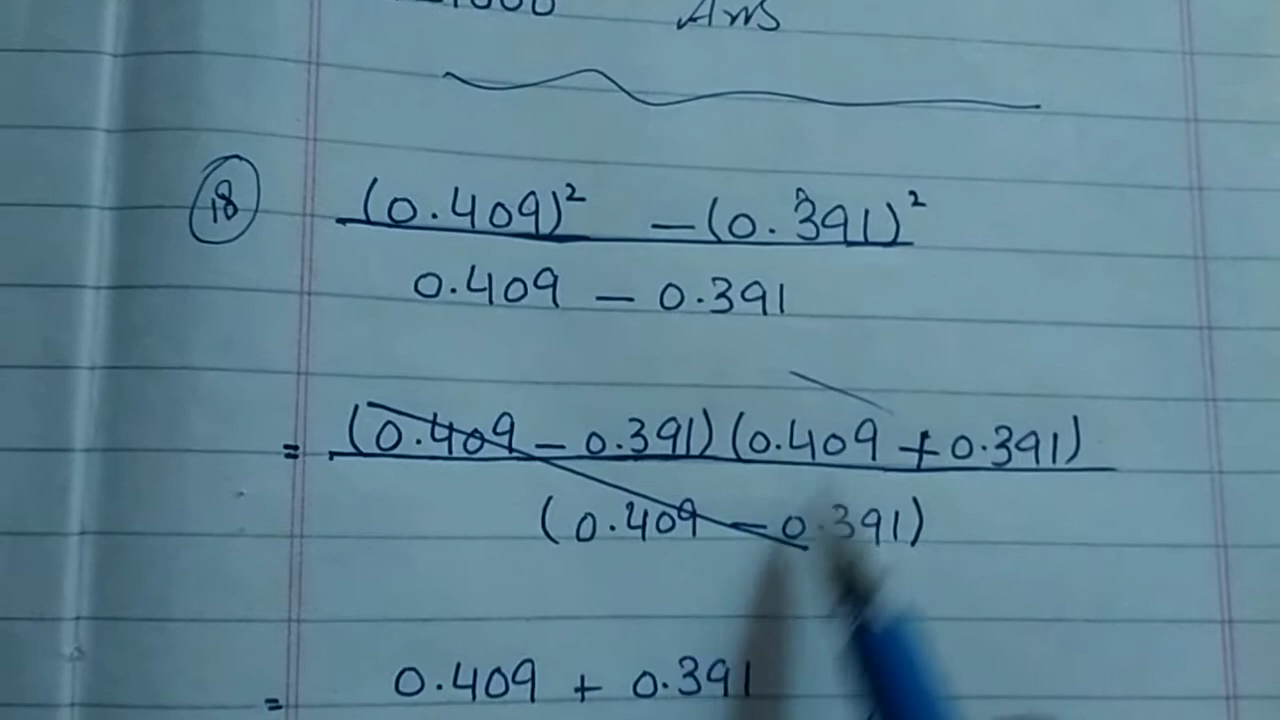 Ans
18 (0.409)² - (0.391)²
0.409 - 0.391
= (0.409 - 0.391) (0.409 + 0.391)
(0.409 - 0.391)
= 0.409 + 0.391